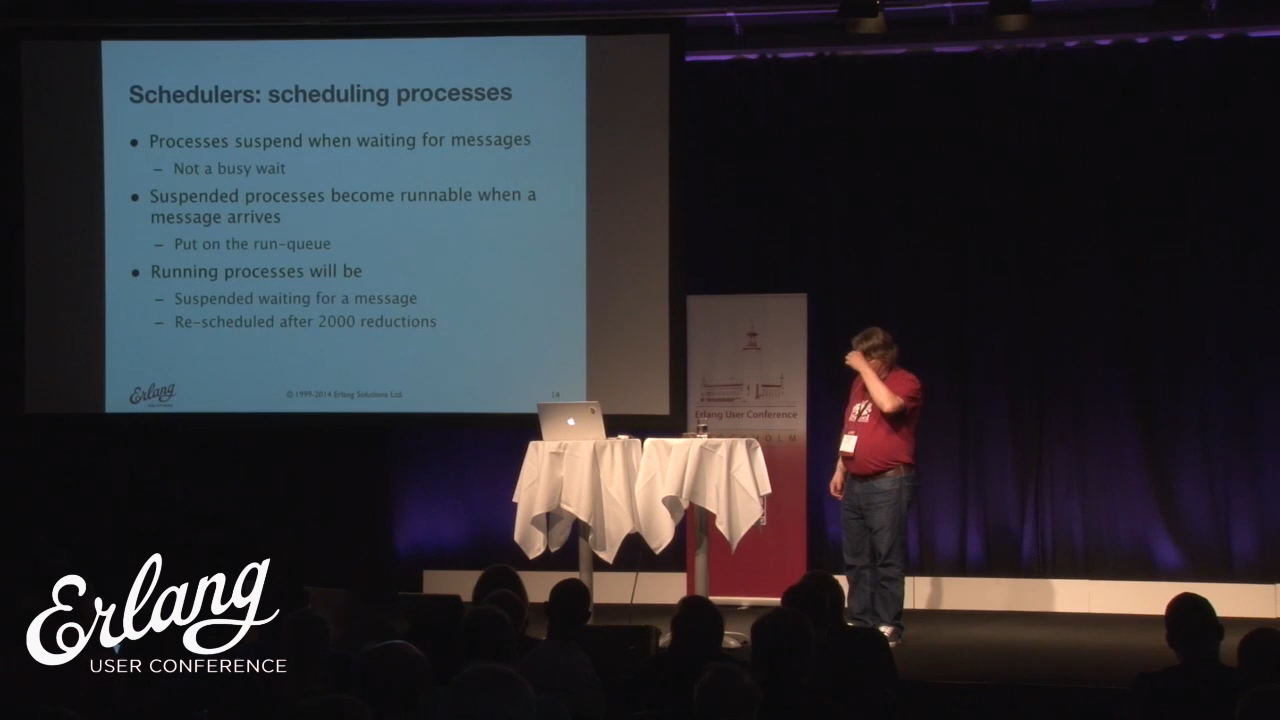 Schedulers: scheduling processes
● Processes suspend when waiting for messages
– Not a busy wait
● Suspended processes become runnable when a
message arrives
– Put on the run-queue
● Running processes will be
– Suspended waiting for a message
– Re-scheduled after 2000 reductions
Erlang
© 1999-2014 Erlang Solutions Ltd
14
Erlang User Conference
Erlang
USER CONFERENCE